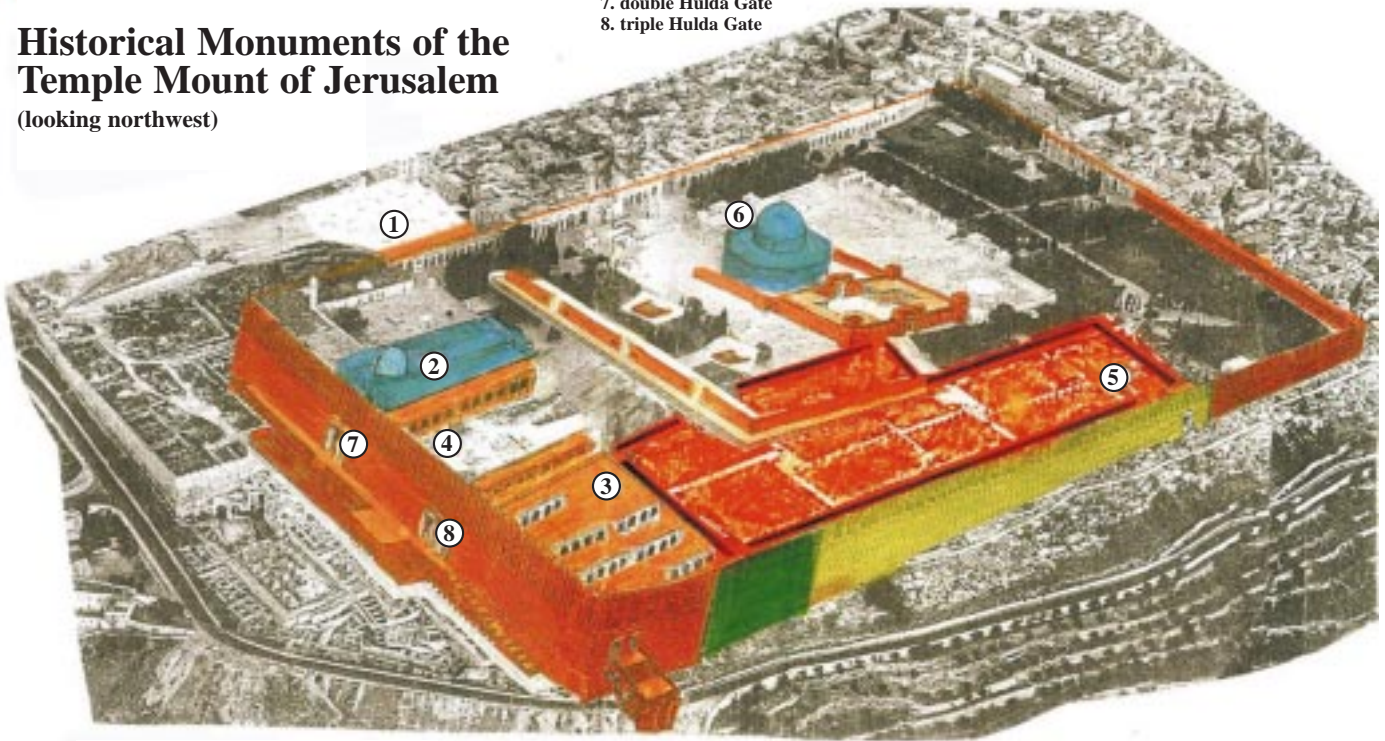 7. double Hulda Gate
8. triple Hulda Gate
Historical Monuments of the
Temple Mount of Jerusalem
(looking northwest)
1
6
2
5
7
4
3
8